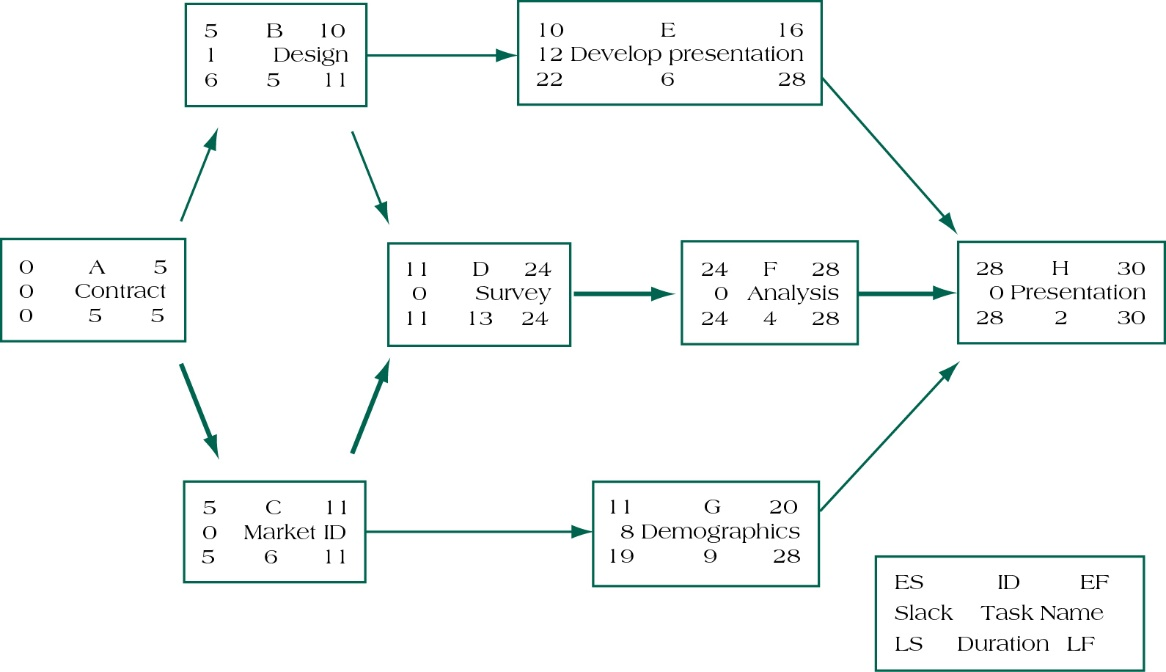 5 B 10
1 Design
6 5 11
10 E 16
12 Develop presentation
22 6 28
0 A 5
0 Contract
0 5 5
11 D 24
0 Survey
11 13 24
24 F 28
0 Analysis
24 4 28
28 H 30
0 Presentation
28 2 30
5 C 11
0 Market ID
5 6 11
11 G 20
8 Demographics
19 9 28
ES ID EF
Slack Task Name
LS Duration LF